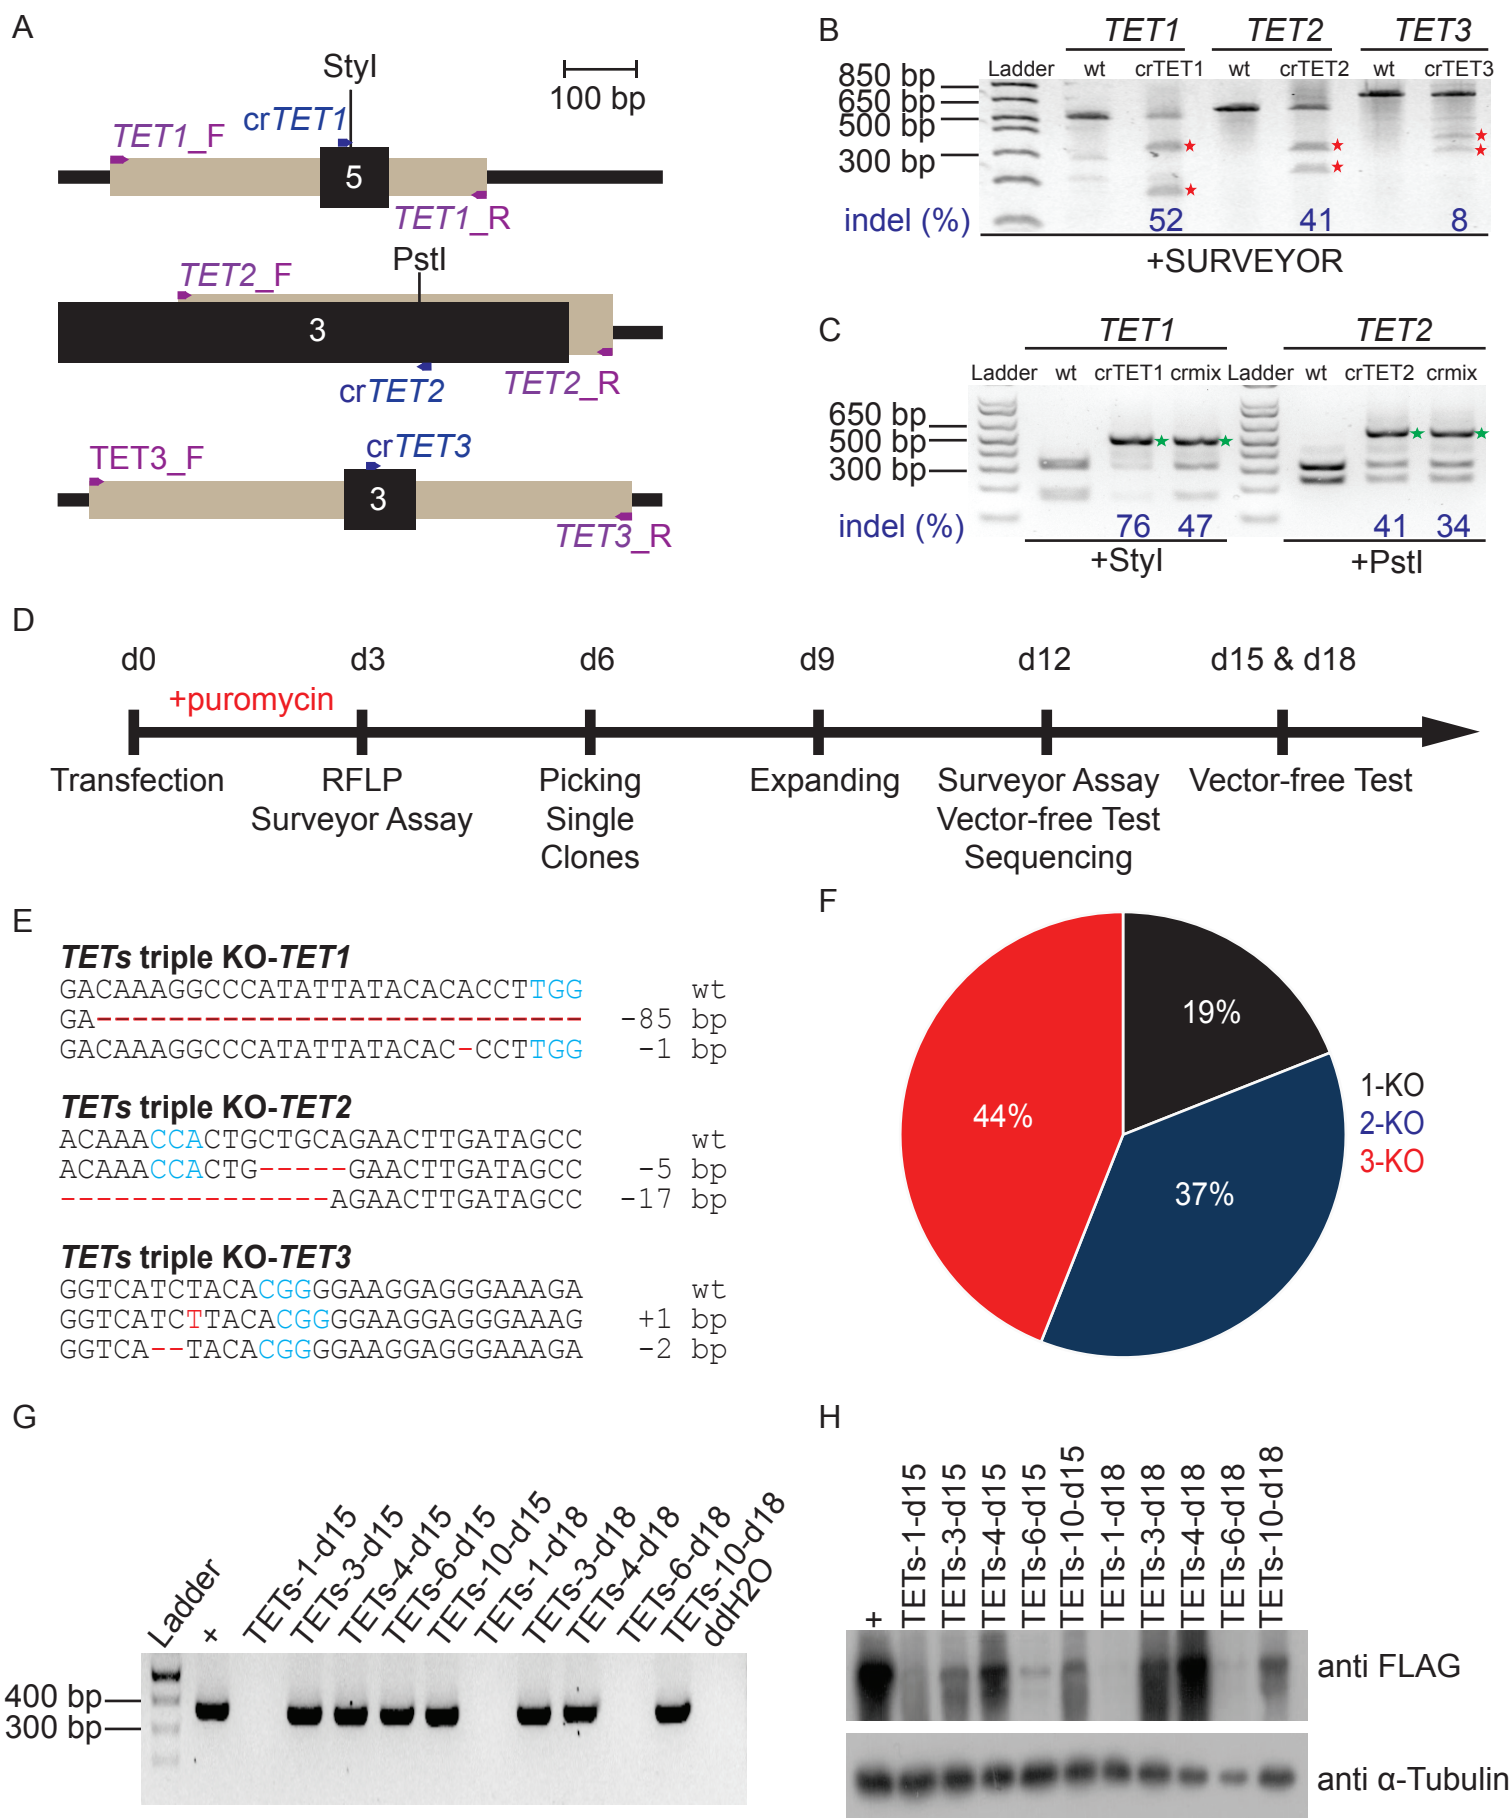 A
StyI
100 bp
crTET1
TET1_F
5
TET1_R
PstI
TET2_F
3
crTET2
TET2_R
crTET3
TET3_F
3
TET3_R
B
TET1 TET2 TET3
Ladder wt crTET1 wt crTET2 wt crTET3
850 bp
650 bp
500 bp
300 bp
indel (%) 52 41 8
+SURVEYOR
C
TET1 TET2
Ladder wt crTET1 crmix Ladder wt crTET2 crmix
650 bp
500 bp
300 bp
indel (%) 76 47 41 34
+StyI +PstI
D
d0 d3 d6 d9 d12 d15 & d18
+puromycin
Transfection RFLP Picking Expanding Surveyor Assay Vector-free Test
Surveyor Assay Single Vector-free Test
Clones Sequencing
E
TETs triple KO-TET1
GACAAAGGCCCATATTATACACACCTTGG wt
GA--------------------------- -85 bp
GACAAAGGCCCATATTATACAC-CCTTGG -1 bp
TETs triple KO-TET2
ACAAACCACTGCTGCAGAACTTGATAGCC wt
ACAAACCACTG-----GAACTTGATAGCC -5 bp
---------------AGAACTTGATAGCC -17 bp
TETs triple KO-TET3
GGTCATCTACACGGGGAAGGAGGGAAAGA wt
GGTCATCTTACACGGGGAAGGAGGGAAAG +1 bp
GGTCA--TACACGGGGAAGGAGGGAAAGA -2 bp
F
19%
44%
37%
1-KO
2-KO
3-KO
G
Ladder
+
TETs-1-d15
TETs-3-d15
TETs-4-d15
TETs-6-d15
TETs-10-d15
TETs-1-d18
TETs-3-d18
TETs-4-d18
TETs-6-d18
TETs-10-d18
ddH2O
400 bp
300 bp
H
+
TETs-1-d15
TETs-3-d15
TETs-4-d15
TETs-6-d15
TETs-10-d15
TETs-1-d18
TETs-3-d18
TETs-4-d18
TETs-6-d18
TETs-10-d18
anti FLAG
anti α-Tubulin